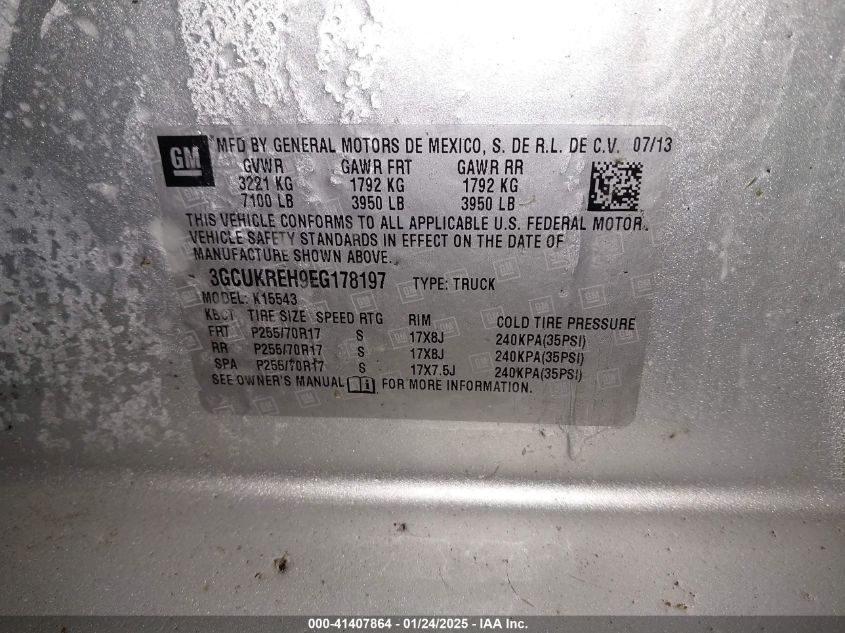 GM
MFD BY GENERAL MOTORS DE MEXICO, S. DE R.L. DE C.V. 07/13
GVWR GAWR FRT GAWR RR
3221 KG 1792 KG 1792 KG
7100 LB 3950 LB 3950 LB
THIS VEHICLE CONFORMS TO ALL APPLICABLE U.S. FEDERAL MOTOR
VEHICLE SAFETY STANDARDS IN EFFECT ON THE DATE OF
MANUFACTURE SHOWN ABOVE.
3GCUKREH9EG178197 TYPE: TRUCK
MODEL: K15543
TIRE SIZE SPEED RTG RIM COLD TIRE PRESSURE
FRT P255/70R17 S 17X8J 240KPA(35PSI)
RR P255/70R17 S 17X8J 240KPA(35PSI)
SPA P255/70R17 S 17X7.5J 240KPA(35PSI)
SEE OWNER'S MANUAL FOR MORE INFORMATION.
000-41407864 - 01/24/2025 - IAA Inc.